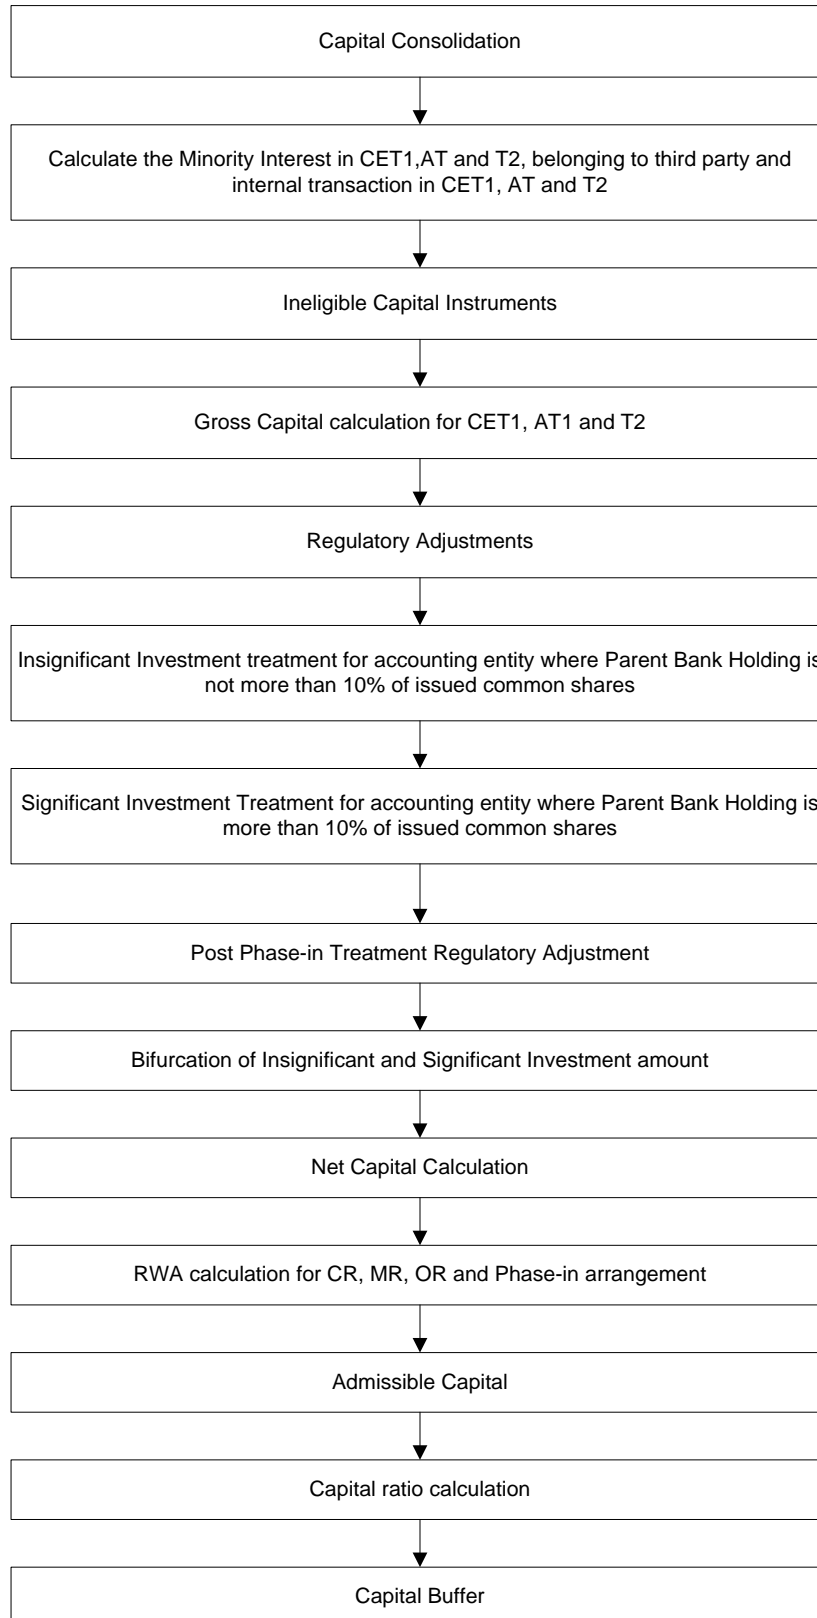 Capital Consolidation
Calculate the Minority Interest in CET1,AT and T2, belonging to third party and
internal transaction in CET1, AT and T2
Ineligible Capital Instruments
Gross Capital calculation for CET1, AT1 and T2
Regulatory Adjustments
Insignificant Investment treatment for accounting entity where Parent Bank Holding is
not more than 10% of issued common shares
Significant Investment Treatment for accounting entity where Parent Bank Holding is
more than 10% of issued common shares
Post Phase-in Treatment Regulatory Adjustment
Bifurcation of Insignificant and Significant Investment amount
Net Capital Calculation
RWA calculation for CR, MR, OR and Phase-in arrangement
Admissible Capital
Capital ratio calculation
Capital Buffer